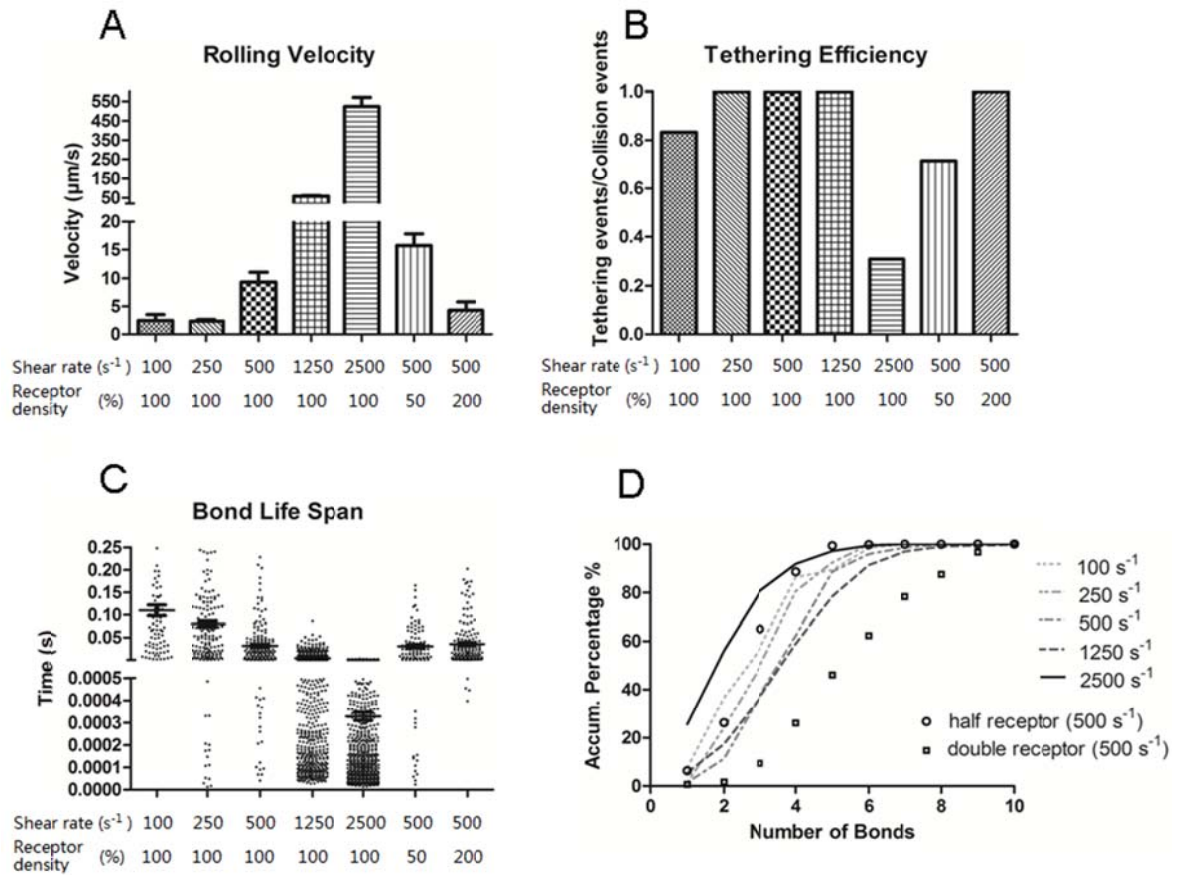 A
Rolling Velocity
Velocity (µm/s)
550
450
350
250
150
50
20
15
10
5
0
Shear rate (s⁻¹) 100 250 500 1250 2500 500 500
Receptor density (%) 100 100 100 100 100 50 200
B
Tethering Efficiency
Tethering events/Collision events
1.0
0.8
0.6
0.4
0.2
0.0
Shear rate (s⁻¹) 100 250 500 1250 2500 500 500
Receptor density (%) 100 100 100 100 100 50 200
C
Bond Life Span
Time (s)
0.25
0.20
0.15
0.10
0.05
0.0005
0.0004
0.0003
0.0002
0.0001
0.0000
Shear rate (s⁻¹) 100 250 500 1250 2500 500 500
Receptor density (%) 100 100 100 100 100 50 200
D
Accum. Percentage %
100
80
60
40
20
0
0 2 4 6 8 10
Number of Bonds
100 s⁻¹
250 s⁻¹
500 s⁻¹
1250 s⁻¹
2500 s⁻¹
half receptor (500 s⁻¹)
double receptor (500 s⁻¹)